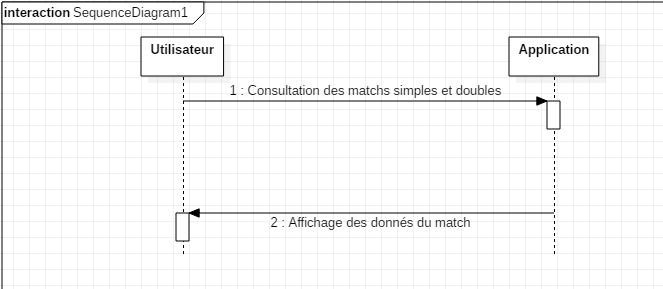 interaction SequenceDiagram1
Utilisateur
Application
1 : Consultation des matchs simples et doubles
2 : Affichage des donnés du match